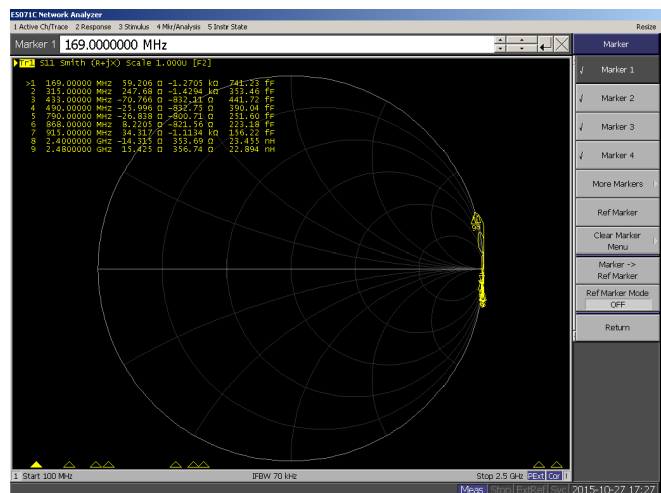 E5071C Network Analyzer
1 Active Ch/Trace 2 Response 3 Stimulus 4 Mkr/Analysis 5 Instr State
Resize
Marker 1 169.0000000 MHz
Marker
Tr1 S11 Smith (R+jX) Scale 1.000U [F2]
>1 169.00000 MHz 59.206 Ω -1.2705 kΩ 741.23 fF
2 315.00000 MHz 247.68 Ω -1.4294 kΩ 353.46 fF
3 433.00000 MHz -70.766 Ω -832.11 Ω 441.72 fF
4 490.00000 MHz -25.996 Ω -832.75 Ω 390.04 fF
5 790.00000 MHz -26.838 Ω -800.71 Ω 251.60 fF
6 868.00000 MHz 8.2205 Ω -821.56 Ω 223.18 fF
7 915.00000 MHz 34.317 Ω -1.1134 kΩ 156.22 fF
8 2.4000000 GHz -14.315 Ω 353.69 Ω 23.455 nH
9 2.4800000 GHz 15.425 Ω 356.74 Ω 22.894 nH
Marker 1
Marker 2
Marker 3
Marker 4
More Markers
Ref Marker
Clear Marker
Menu
Marker ->
Ref Marker
Ref Marker Mode
OFF
Return
1 Start 100 MHz
IFBW 70 kHz
Stop 2.5 GHz PExt Cor !
Meas Stop ExtRef Svc 2015-10-27 17:27